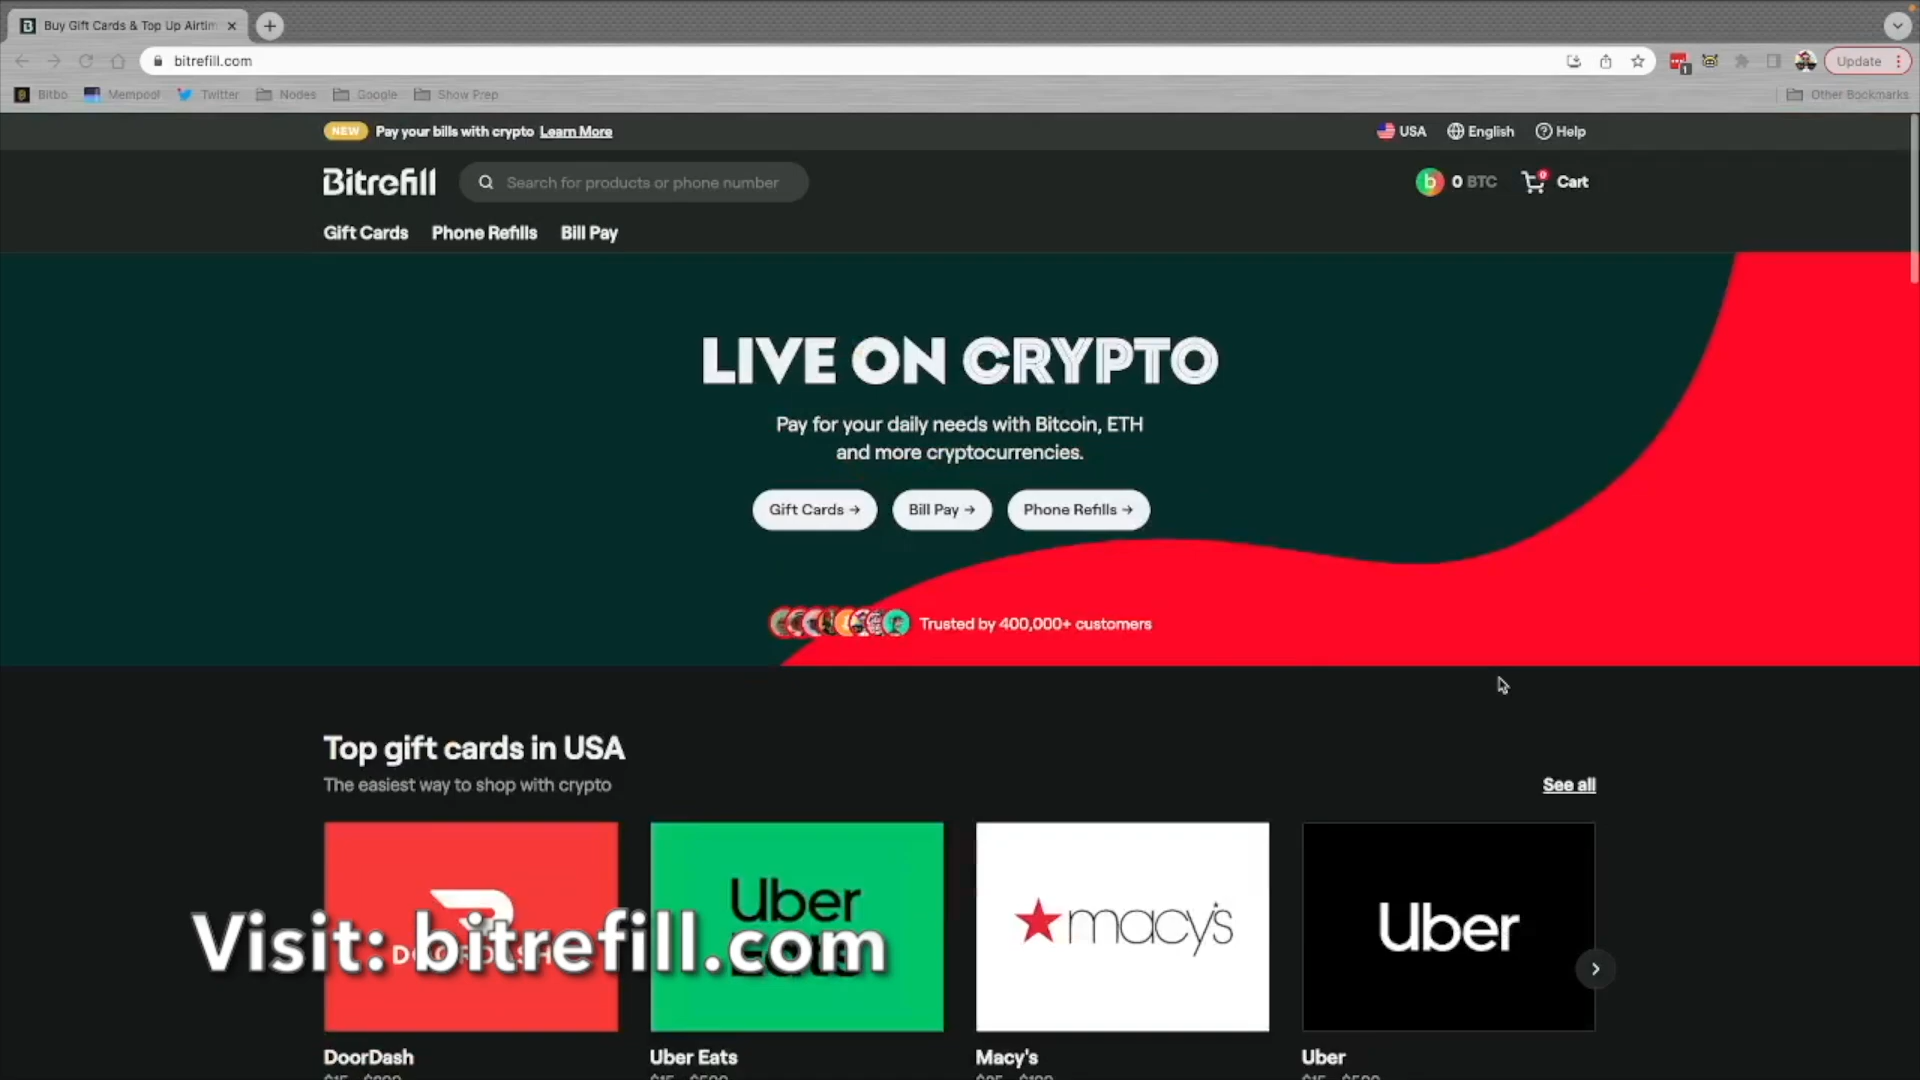 Buy Gift Cards & Top Up Airtim
bitrefill.com
Update
Bitbo
Mempool
Twitter
Nodes
Google
Show Prep
Other Bookmarks
NEW Pay your bills with crypto Learn More
USA
English
Help
Bitrefill
Search for products or phone number
b 0 BTC
0 Cart
Gift Cards
Phone Refills
Bill Pay
LIVE ON CRYPTO
Pay for your daily needs with Bitcoin, ETH
and more cryptocurrencies.
Gift Cards →
Bill Pay →
Phone Refills →
Trusted by 400,000+ customers
Top gift cards in USA
The easiest way to shop with crypto
See all
Uber
macy's
Uber
Visit: bitrefill.com
DoorDash
Uber Eats
Macy's
Uber